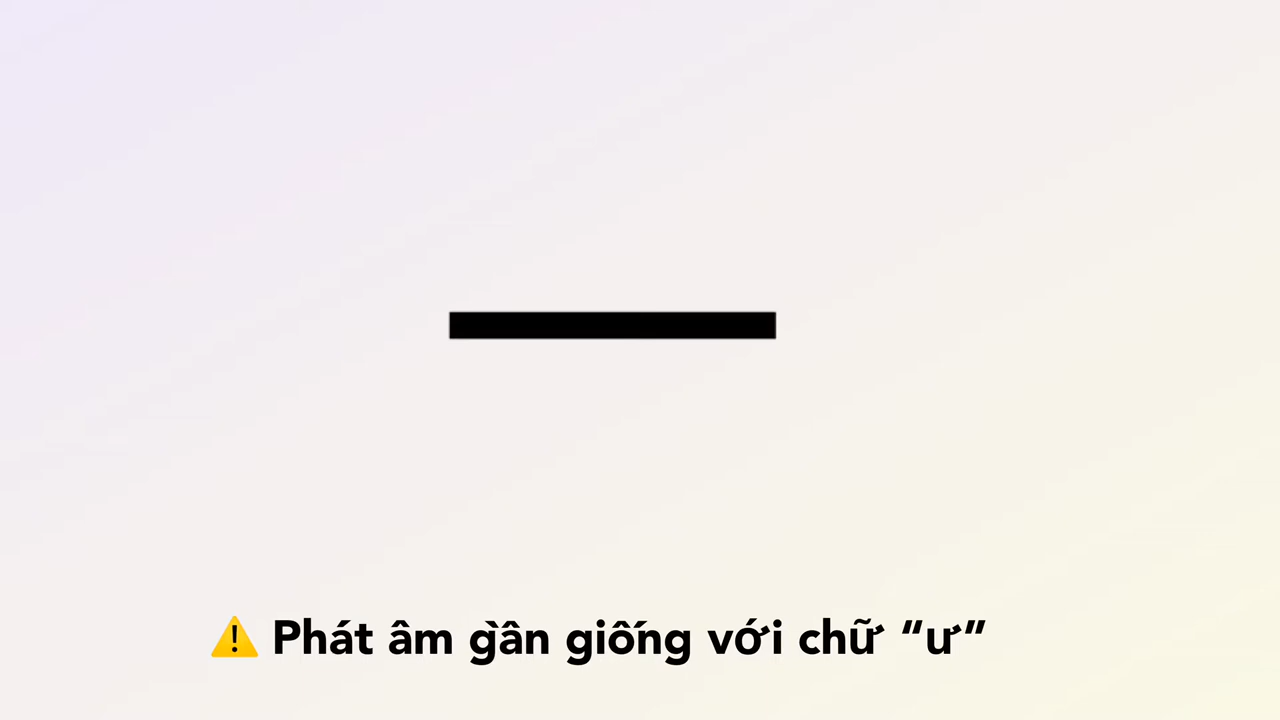 ㅡ
⚠️ Phát âm gần giống với chữ “ư”